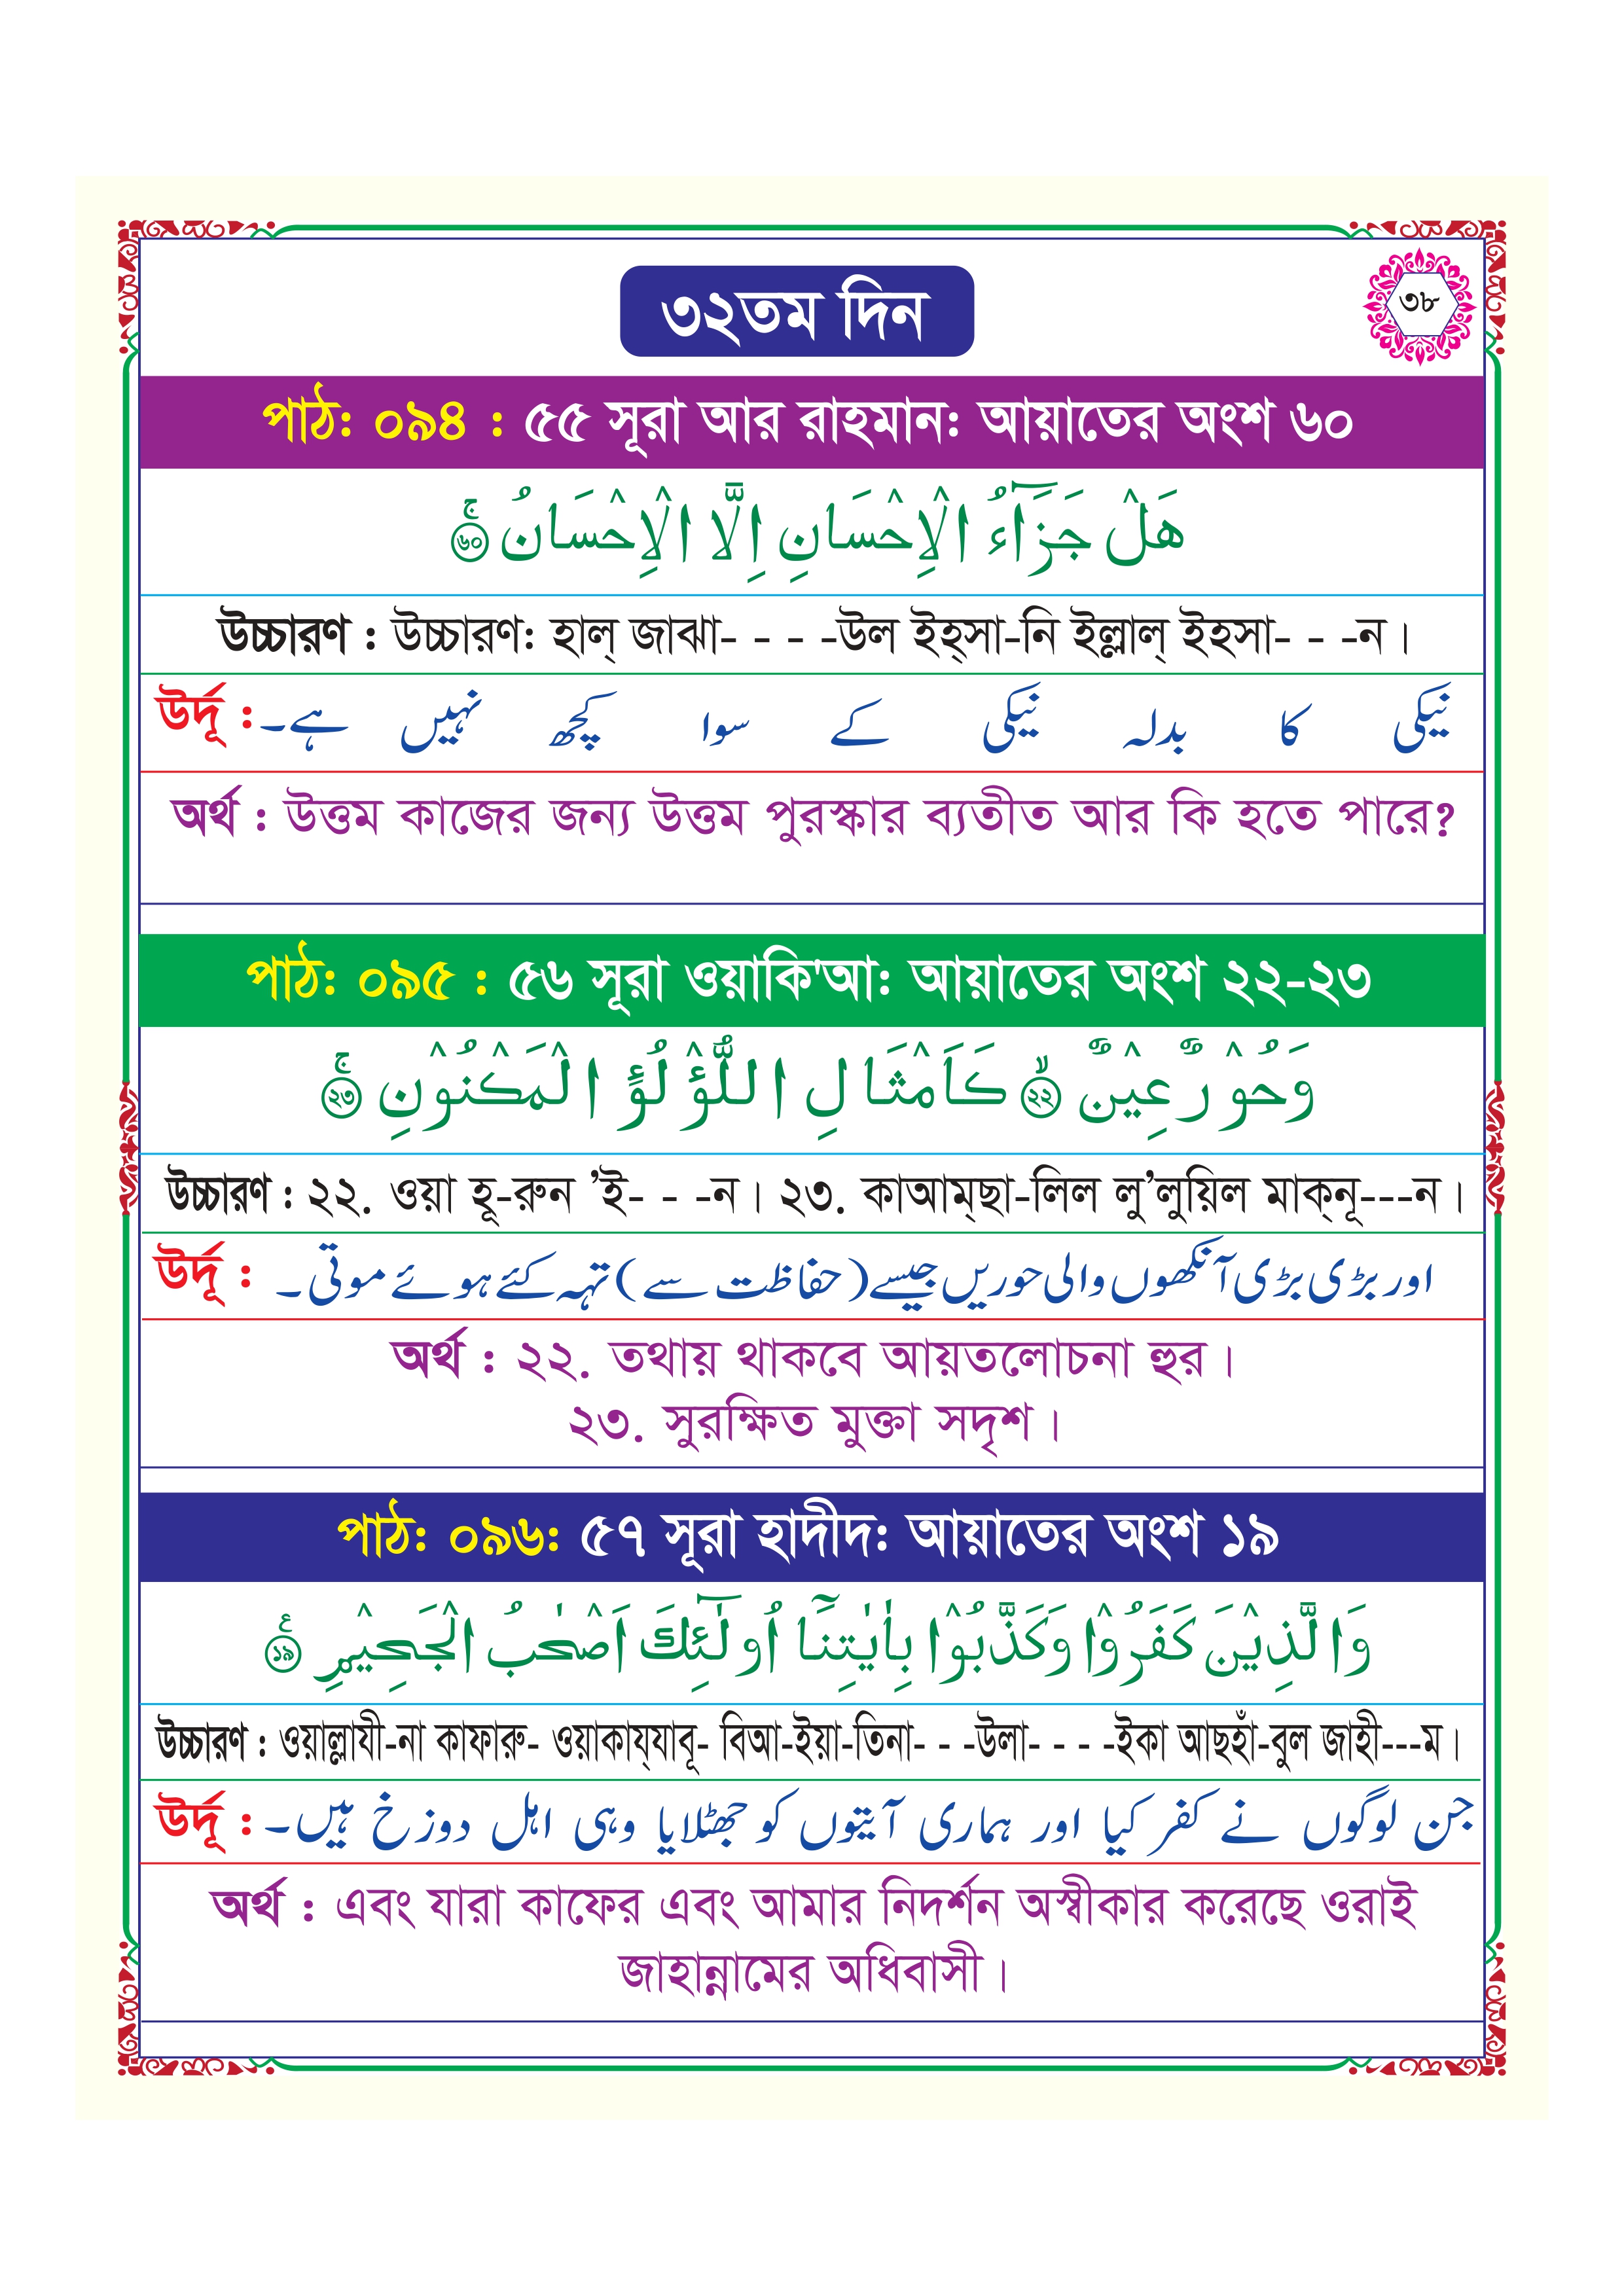 ৩২তম দিন
৩৮
পাঠ: ০৯৪ : ৫৫ সূরা আর রাহমান: আয়াতের অংশ ৬০
هَلْ جَزَآءُ الْاِحْسَانِ اِلَّا الْاِحْسَانُ ۚ ৬০
উচ্চারণ : উচ্চারণ: হাল্ জাঝা- - - -উল ইহ্সা-নি ইল্লাল্ ইহসা- - -ন।
উর্দূ : نیکی کا بدلہ نیکی کے سوا کچھ نہیں ہے۔
অর্থ : উত্তম কাজের জন্য উত্তম পুরস্কার ব্যতীত আর কি হতে পারে?
পাঠ: ০৯৫ : ৫৬ সূরা ওয়াকি'আ: আয়াতের অংশ ২২-২৩
وَحُوْرٌ عِيْنٌ ۙ ২২ كَاَمْثَالِ اللُّؤْلُؤِ الْمَكْنُوْنِ ۚ ২৩
উচ্চারণ : ২২. ওয়া হূ-রুন ’ই- - -ন। ২৩. কাআম্ছা-লিল লু’লুয়িল মাক্নূ---ন।
উর্দূ : اور بڑی بڑی آنکھوں والی حوریں جیسے (حفاظت سے) تہہ کئے ہوئے موتی۔
অর্থ : ২২. তথায় থাকবে আয়তলোচনা হুর।
২৩. সুরক্ষিত মুক্তা সদৃশ।
পাঠ: ০৯৬: ৫৭ সূরা হাদীদ: আয়াতের অংশ ১৯
وَالَّذِيْنَ كَفَرُوْا وَكَذَّبُوْا بِاٰيٰتِنَاۤ اُولٰٓئِكَ اَصْحٰبُ الْجَحِيْمِ ۧ ১৯
উচ্চারণ : ওয়াল্লাযী-না কাফারু- ওয়াকায্যাবূ- বিআ-ইয়া-তিনা- - -উলা- - - -ইকা আছহাঁ-বুল জাহী---ম।
উর্দূ : جن لوگوں نے کفر کیا اور ہماری آیتوں کو جھٹلایا وہی اہل دوزخ ہیں۔
অর্থ : এবং যারা কাফের এবং আমার নিদর্শন অস্বীকার করেছে ওরাই
জাহান্নামের অধিবাসী।